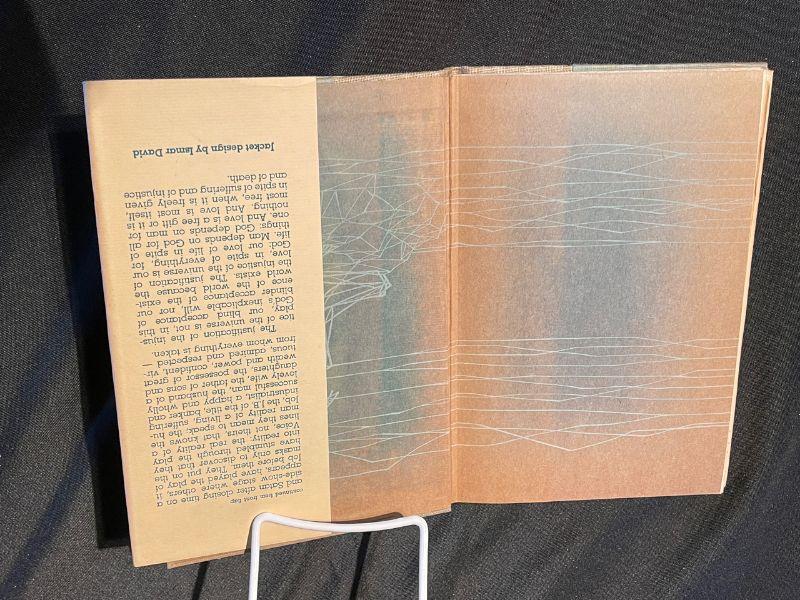 continued from front flap
and Satan after closing time on a
side-show stage where others, it
appears, have played the play of
Job before them. They put on the
masks only to discover that they
have stumbled through the play
into reality: the real reality of a
Voice, not theirs, that knows the
lines they mean to speak, the hu-
man reality of a living, suffering
Job, the J.B. of the title, banker and
industrialist, a happy and wholly
successful man, the husband of a
lovely wife, the father of sons and
daughters, the possessor of great
wealth and power, confident, vir-
tuous, admired and respected —
from whom everything is taken.
The justification of the injus-
tice of the universe is not, in this
play, our blind acceptance of
God's inexplicable will, nor our
blinder acceptance of the exist-
ence of the world because the
world exists. The justification of
the injustice of the universe is our
love, in spite of everything, for
God: our love of life in spite of
life. Man depends on God for all
things: God depends on man for
one. And love is a free gift or it is
nothing. And love is most itself,
most free, when it is freely given
in spite of suffering and of injustice
and of death.
Jacket design by Ismar David